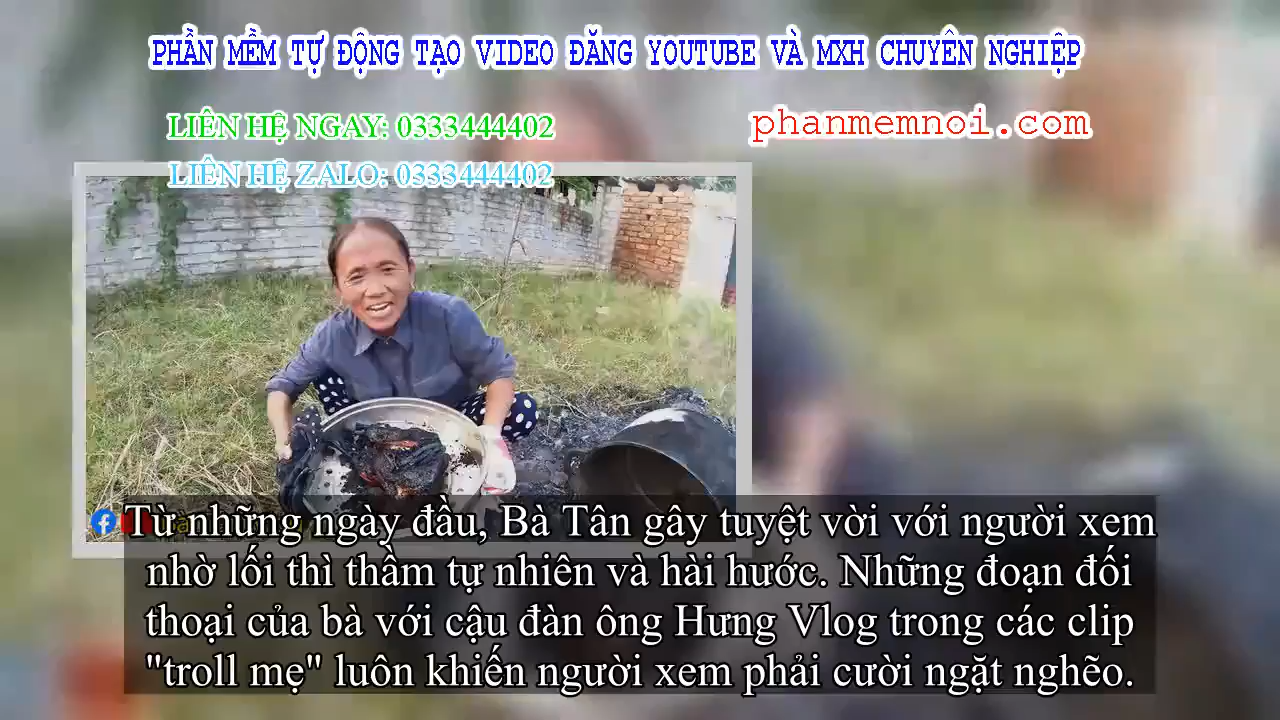 PHẦN MỀM TỰ ĐỘNG TẠO VIDEO ĐĂNG YOUTUBE VÀ MXH CHUYÊN NGHIỆP
LIÊN HỆ NGAY: 0333444402
phanmemnoi.com
LIÊN HỆ ZALO: 0333444402
Từ những ngày đầu, Bà Tân gây tuyệt vời với người xem
nhờ lối thì thầm tự nhiên và hài hước. Những đoạn đối
thoại của bà với cậu đàn ông Hưng Vlog trong các clip
"troll mẹ" luôn khiến người xem phải cười ngặt nghẽo.